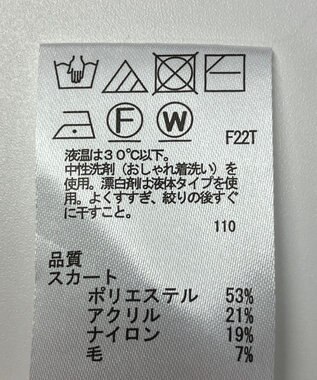 F W F22T
液温は30℃以下。
中性洗剤(おしゃれ着洗い)を
使用。漂白剤は液体タイプを使
用。よくすすぎ、絞りの後すぐ
に干すこと。
110
品質
スカート
ポリエステル 53%
アクリル 21%
ナイロン 19%
毛 7%